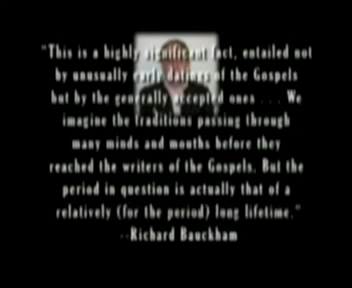 "This is a highly significant fact, entailed not
by unusually early datings of the Gospels
but by the generally accepted ones . . . We
imagine the traditions passing through
many minds and mouths before they
reached the writers of the Gospels. But the
period in question is actually that of a
relatively (for the period) long lifetime."
--Richard Bauckham